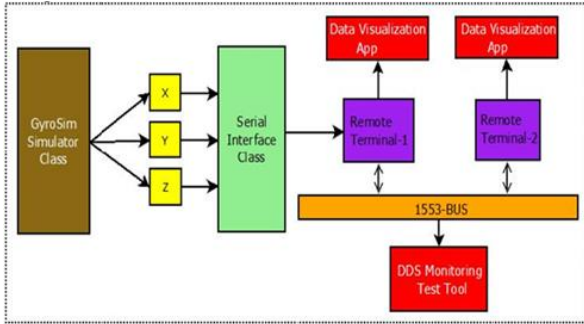 Data Visualization
App
Data Visualization
App
GyroSim
Simulator
Class
X
Y
Z
Serial
Interface
Class
Remote
Terminal-1
Remote
Terminal-2
1553-BUS
DDS Monitoring
Test Tool